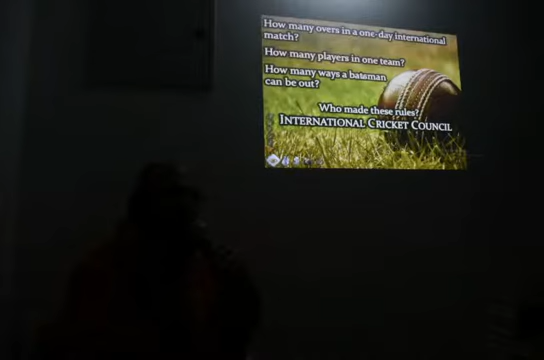 How many overs in a one-day international
match?
How many players in one team?
How many ways a batsman
can be out?
Who made these rules?
INTERNATIONAL CRICKET COUNCIL